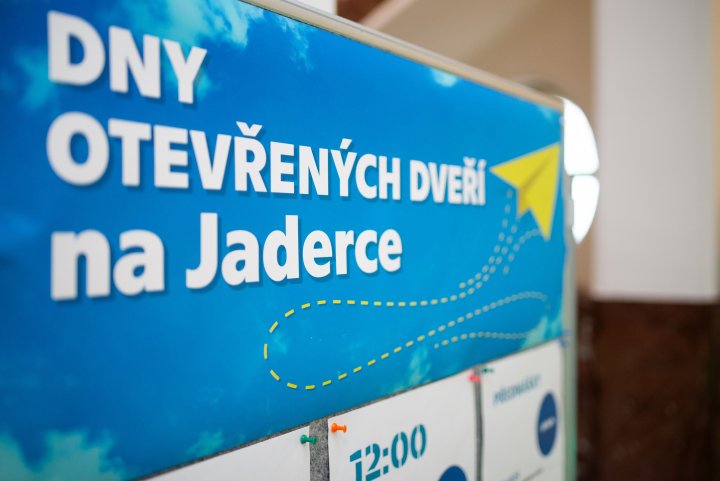 DNY
OTEVŘENÝCH DVEŘÍ
na Jaderce
12:00
PŘEDNÁŠKY